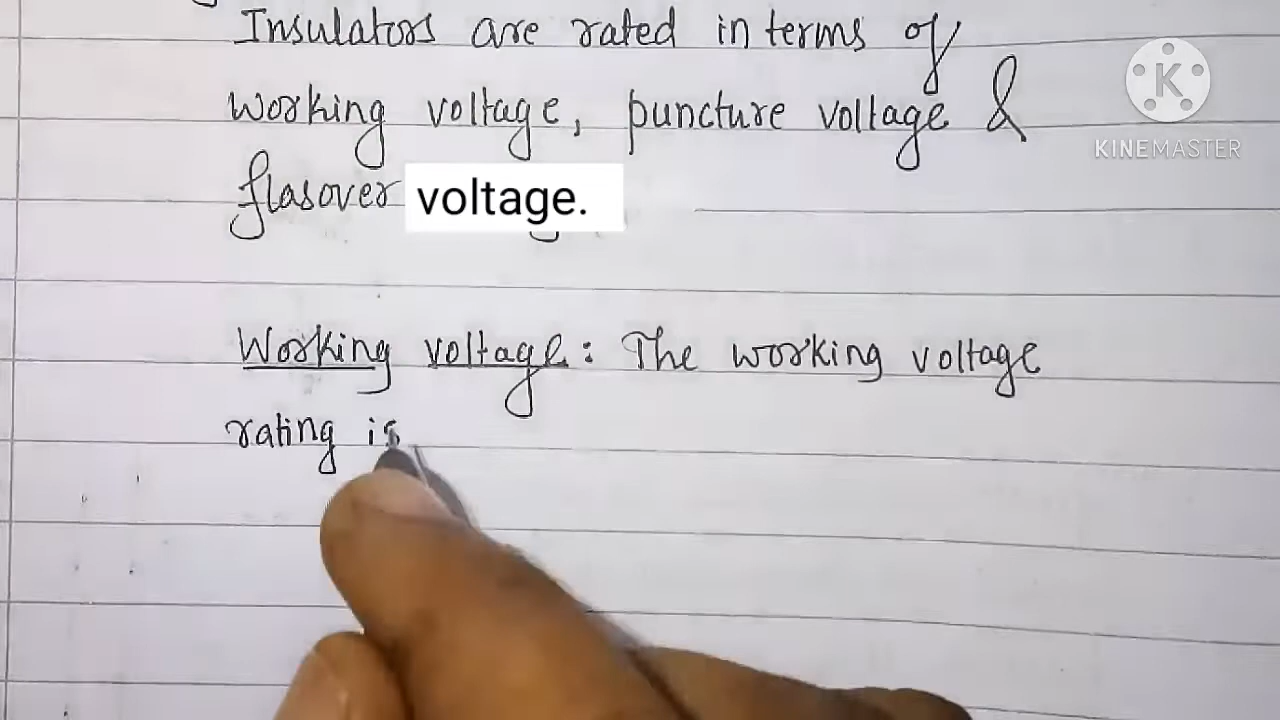 Insulators are rated in terms of
working voltage, puncture voltage &
flasover voltage.
Working voltage: The working voltage
rating is
K
KINEMASTER